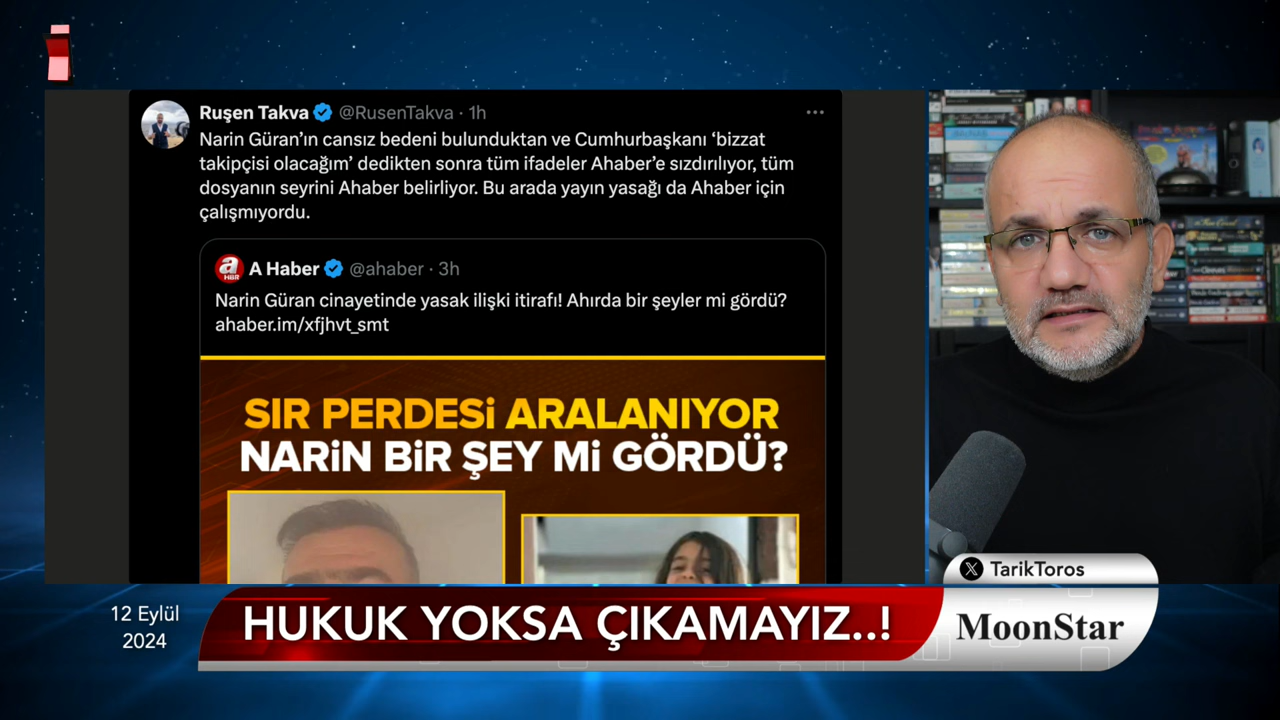 Ruşen Takva @RusenTakva · 1h
Narin Güran'ın cansız bedeni bulunduktan ve Cumhurbaşkanı ‘bizzat
takipçisi olacağım’ dedikten sonra tüm ifadeler Ahaber’e sızdırılıyor, tüm
dosyanın seyrini Ahaber belirliyor. Bu arada yayın yasağı da Ahaber için
çalışmıyordu.
a
HBR
A Haber @ahaber · 3h
Narin Güran cinayetinde yasak ilişki itirafı! Ahırda bir şeyler mi gördü?
ahaber.im/xfjhvt_smt
SIR PERDESİ ARALANIYOR
NARİN BİR ŞEY Mİ GÖRDÜ?
X TarikToros
12 Eylül
2024
HUKUK YOKSA ÇIKAMAYIZ..!
MoonStar